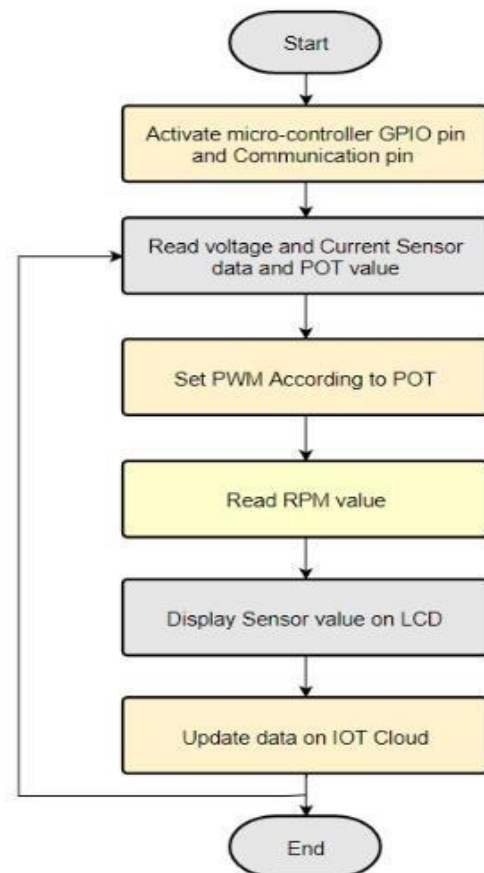 Start
Activate micro-controller GPIO pin
and Communication pin
Read voltage and Current Sensor
data and POT value
Set PWM According to POT
Read RPM value
Display Sensor value on LCD
Update data on IOT Cloud
End